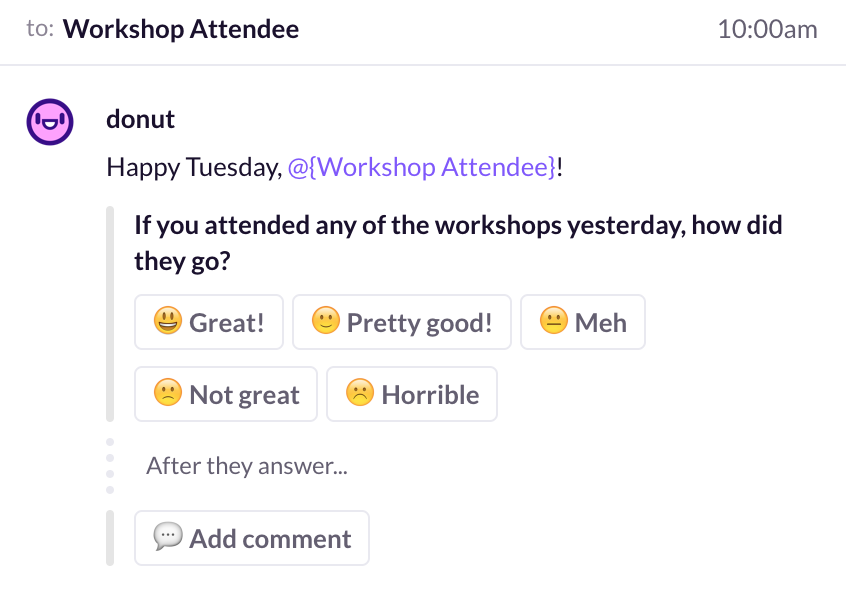 to: Workshop Attendee 10:00am
donut
Happy Tuesday, @{Workshop Attendee}!
If you attended any of the workshops yesterday, how did
they go?
😃 Great! 🙂 Pretty good! 😐 Meh
🙁 Not great ☹️ Horrible
After they answer...
💬 Add comment